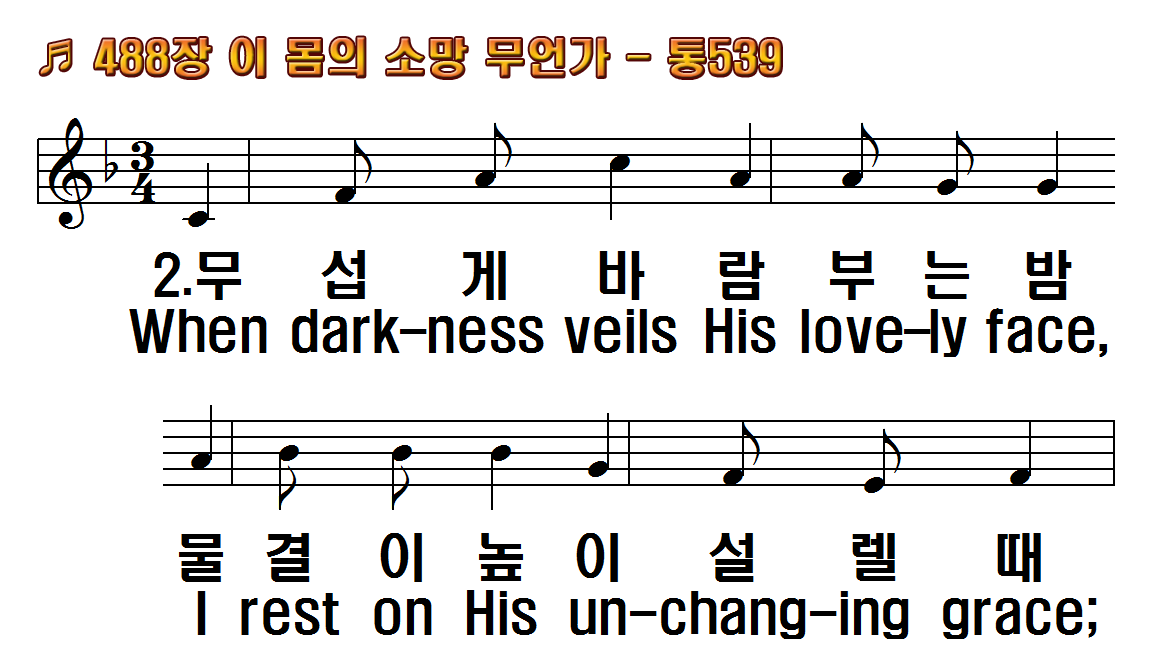 ♬ 488장 이 몸의 소망 무언가 - 통539
3
4
2.무 섭 게 바 람 부 는 밤
When dark-ness veils His love-ly face,
물 결 이 높 이 설 렐 때
I rest on His un-chang-ing grace;